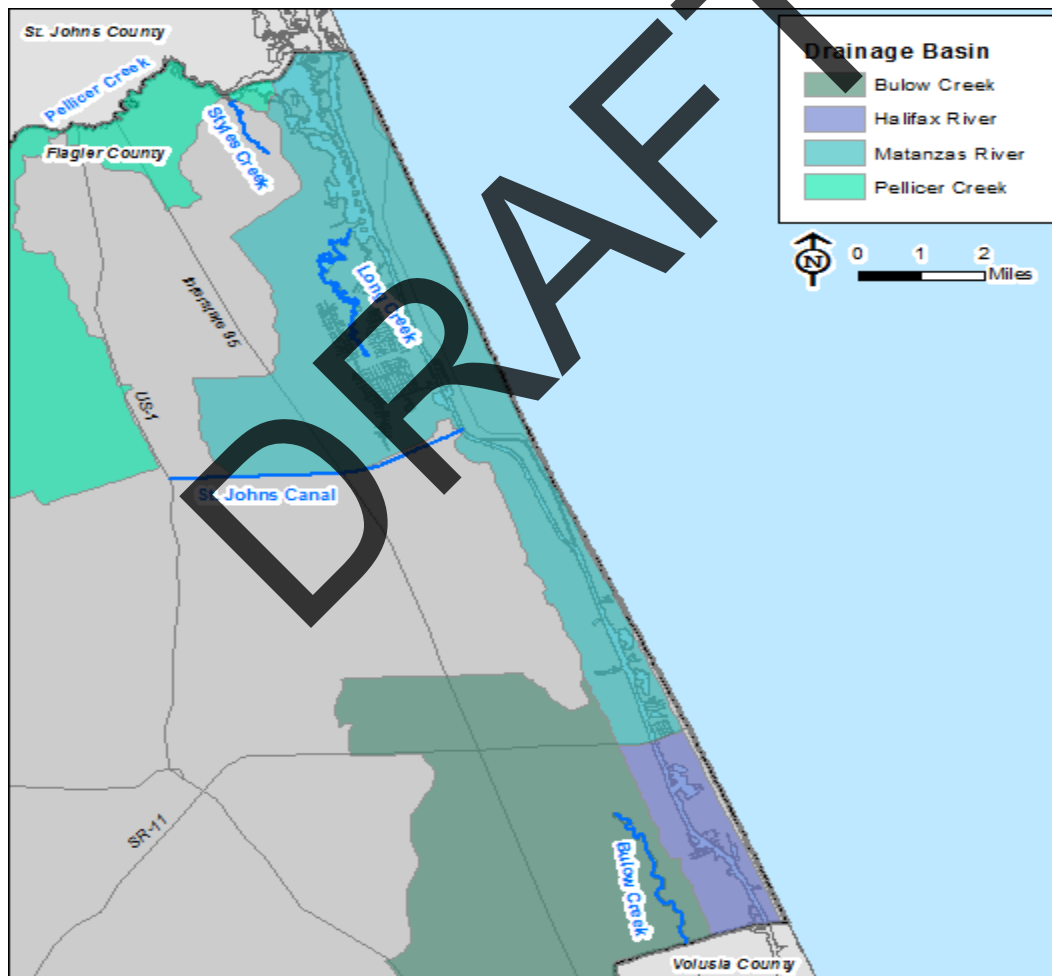 St. Johns County
Pellicer Creek
Flagler County
Styles Creek
Long Creek
Interstate 95
US-1
St. Johns Canal
SR-11
Bulow Creek
Volusia County
DRAFT
Drainage Basin
Bulow Creek
Halifax River
Matanzas River
Pellicer Creek
N
0 1 2
Miles